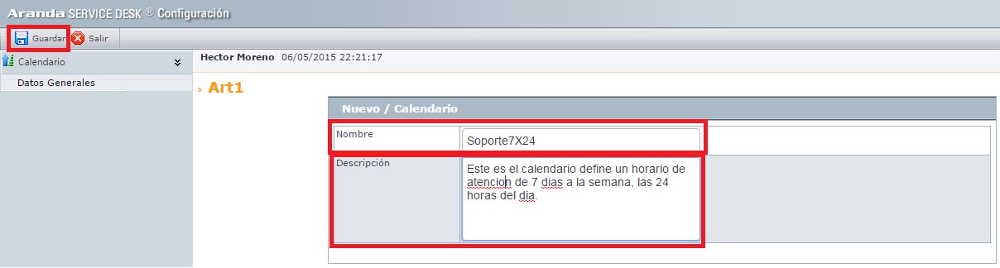 Aranda SERVICE DESK ® Configuración
Guardar Salir
Calendario
Datos Generales
Hector Moreno 06/05/2015 22:21:17
» Art1
Nuevo / Calendario
Nombre
Soporte7X24
Descripción
Este es el calendario define un horario de
atencion de 7 dias a la semana, las 24
horas del dia.